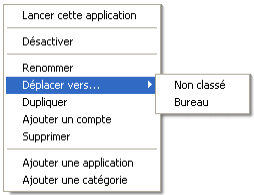 Lancer cette application
Désactiver
Renommer
Déplacer vers...
Non classé
Bureau
Dupliquer
Ajouter un compte
Supprimer
Ajouter une application
Ajouter une catégorie